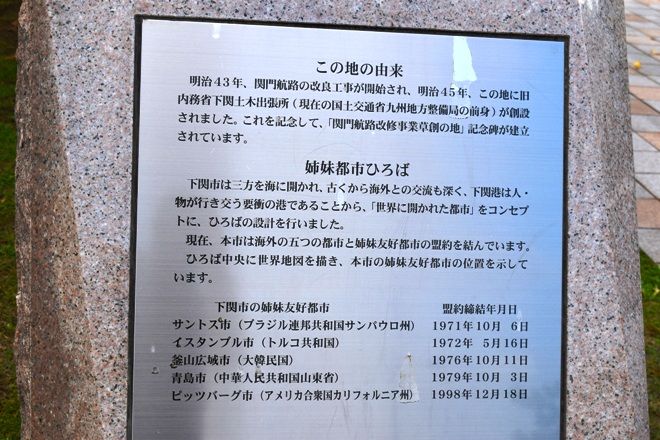 この地の由来
明治43年、関門航路の改良工事が開始され、明治45年、この地に旧
内務省下関土木出張所(現在の国土交通省九州地方整備局の前身)が創設
されました。これを記念して、「関門航路改修事業草創の地」記念碑が建立
されています。
姉妹都市ひろば
下関市は三方を海に開かれ、古くから海外との交流も深く、下関港は人・
物が行き交う要衝の港であることから、「世界に開かれた都市」をコンセプ
トに、ひろばの設計を行いました。
現在、本市は海外の五つの都市と姉妹友好都市の盟約を結んでいます。
ひろば中央に世界地図を描き、本市の姉妹友好都市の位置を示して
います。
下関市の姉妹友好都市 盟約締結年月日
サントス市(ブラジル連邦共和国サンパウロ州) 1971年10月 6日
イスタンブル市(トルコ共和国) 1972年 5月16日
釜山広域市(大韓民国) 1976年10月11日
青島市(中華人民共和国山東省) 1979年10月 3日
ピッツバーグ市(アメリカ合衆国カリフォルニア州) 1998年12月18日